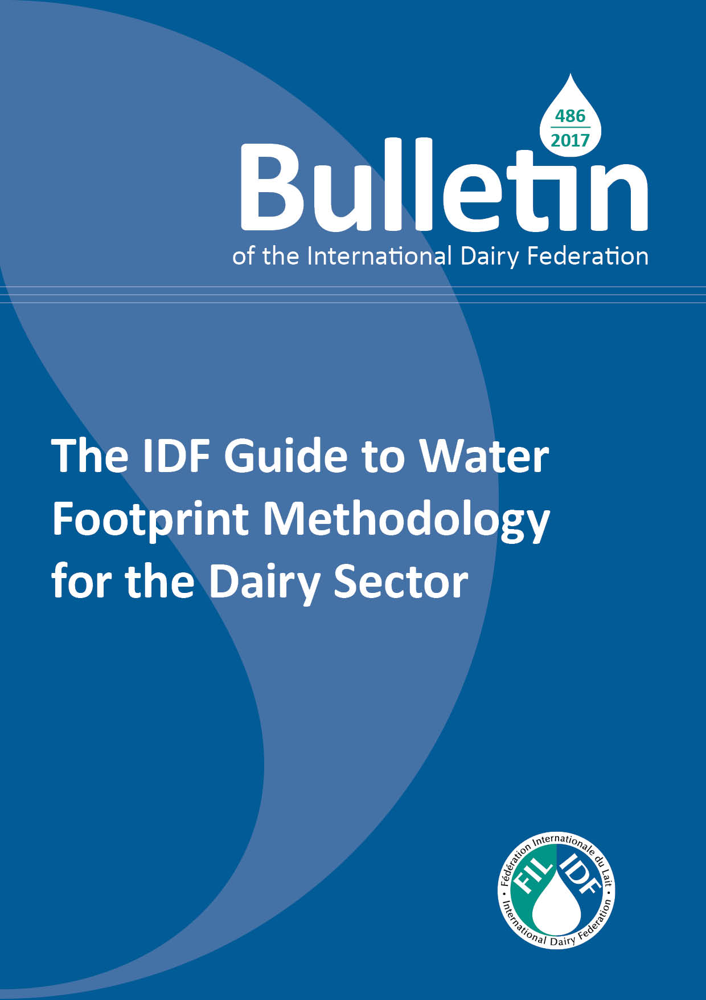 486
2017
Bulletin
of the International Dairy Federation
The IDF Guide to Water
Footprint Methodology
for the Dairy Sector
Fédération Internationale du Lait
FIL IDF
International Dairy Federation